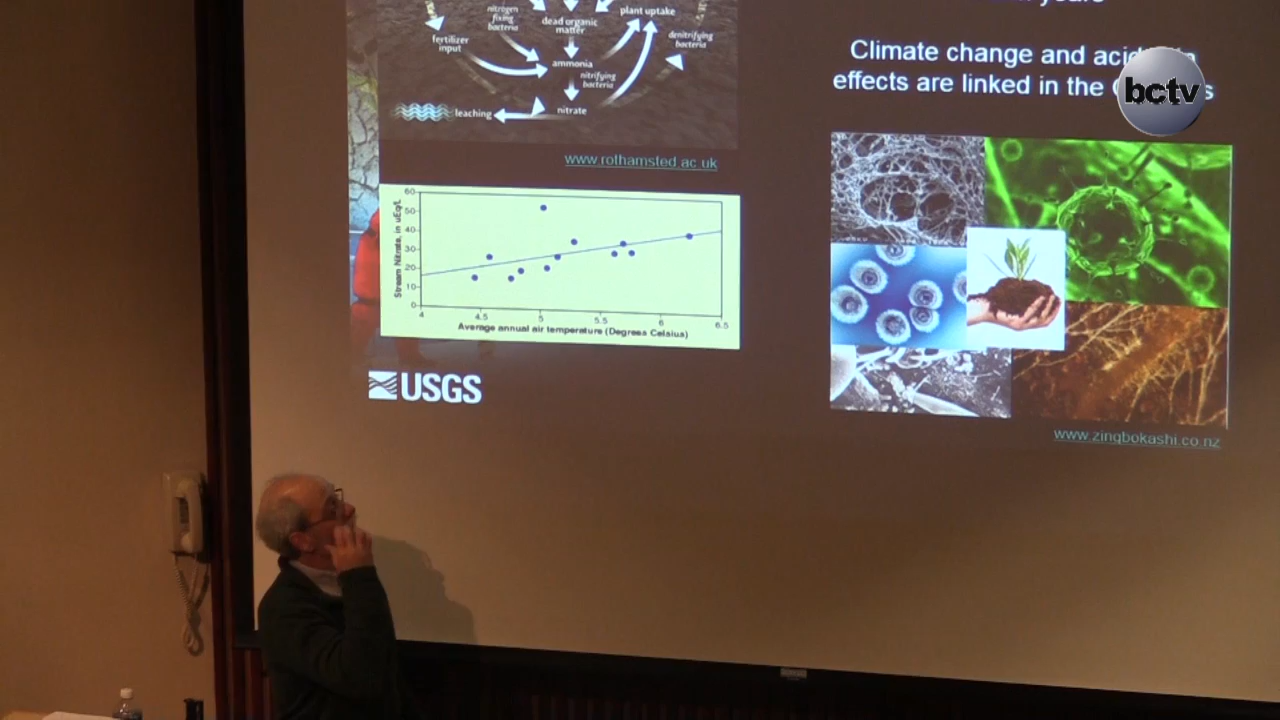 nitrogen
fixing
bacteria
dead organic
matter
plant uptake
denitrifying
bacteria
fertilizer
input
ammonia
nitrifying
bacteria
leaching
nitrate
www.rothamsted.ac.uk
Stream Nitrate, in uEq/L
60
50
40
30
20
10
0
4
4.5
5
5.5
6
6.5
Average annual air temperature (Degrees Celsius)
USGS
years
Climate change and
effects are linked in the
bctv
www.zingbokashi.co.nz